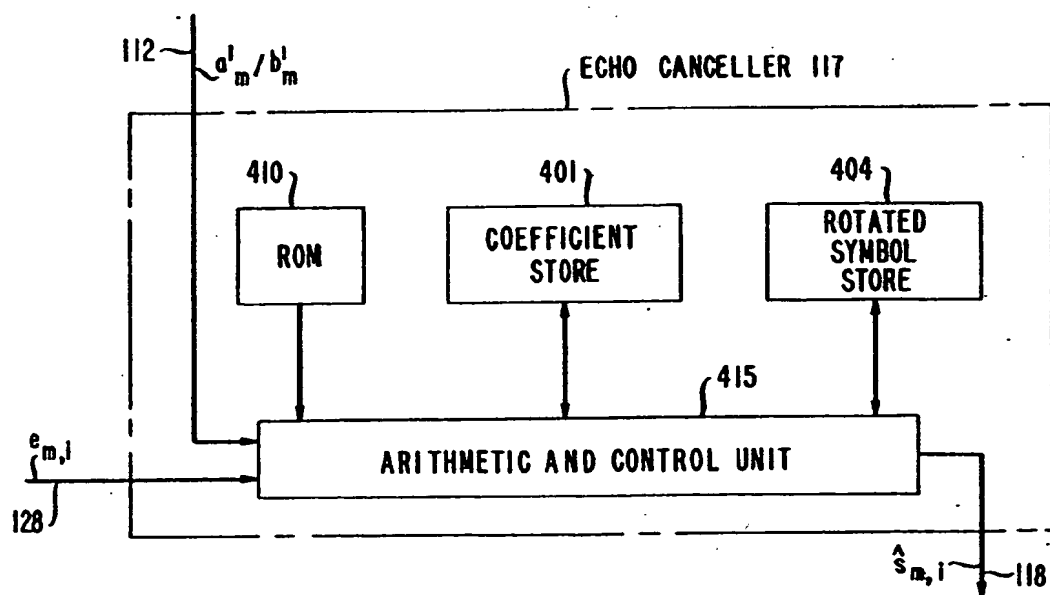 112
a'm/b'm
ECHO CANCELLER 117
410
401
404
ROM
COEFFICIENT
STORE
ROTATED
SYMBOL
STORE
415
em,i
ARITHMETIC AND CONTROL UNIT
128
ŝm,i
118